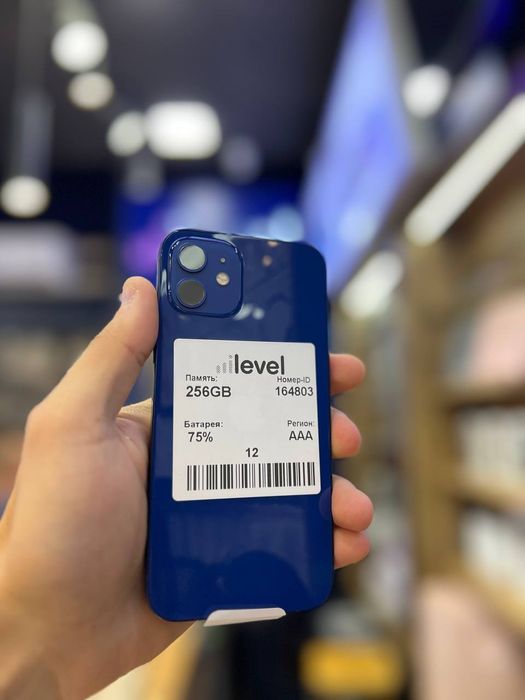 level
Память: Номер-ID
256GB 164803
Батарея: Регион:
75% AAA
12